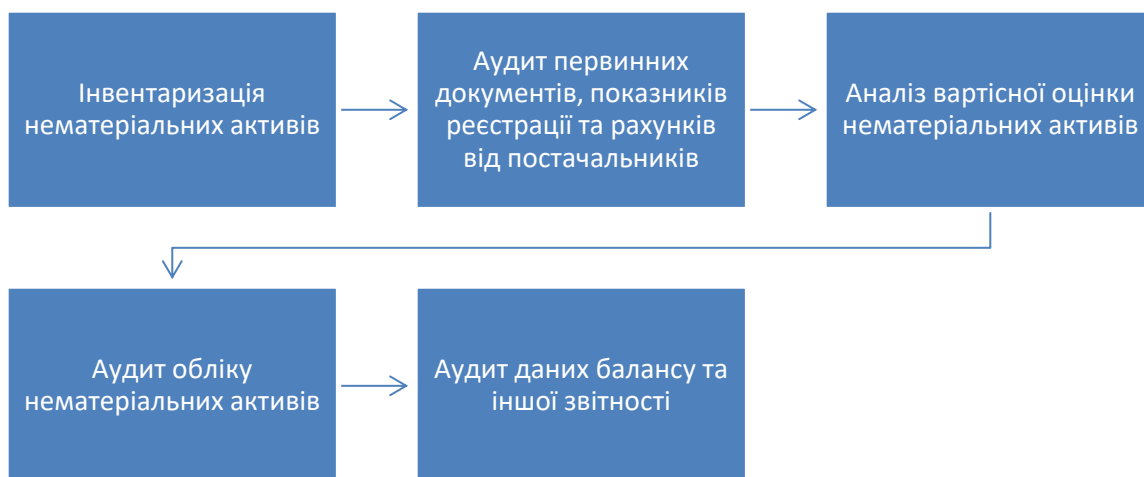 Інвентаризація
нематеріальних активів
Аудит первинних
документів, показників
реєстрації та рахунків
від постачальників
Аналіз вартісної оцінки
нематеріальних активів
Аудит обліку
нематеріальних активів
Аудит даних балансу та
іншої звітності